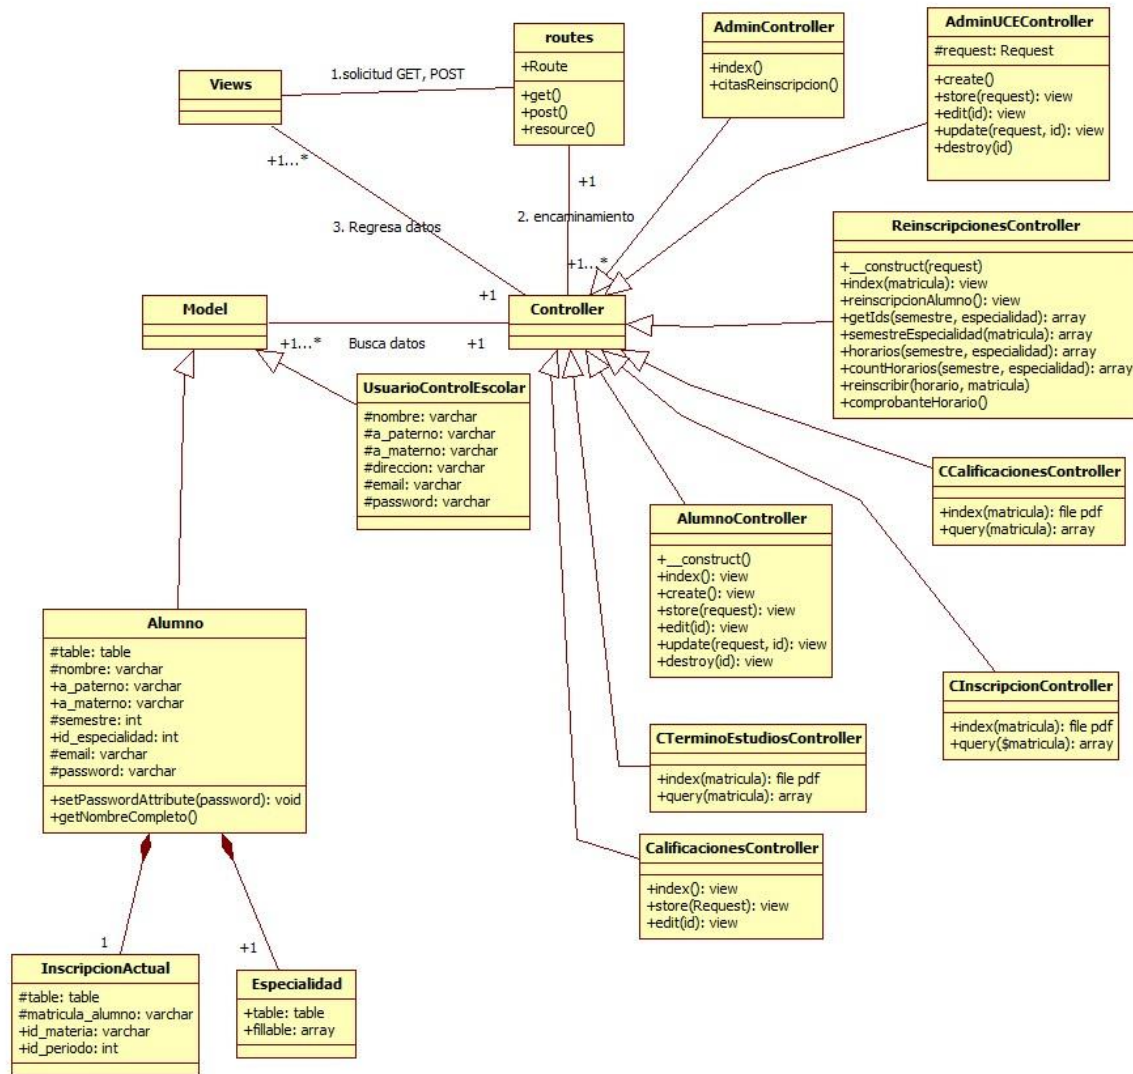 routes
+Route
+get()
+post()
+resource()
AdminController
+index()
+citasReinscripcion()
AdminUCEController
#request: Request
+create()
+store(request): view
+edit(id): view
+update(request, id): view
+destroy(id)
Views
1.solicitud GET, POST
+1...*
+1
2. encaminamiento
3. Regresa datos
+1...*
ReinscripcionesController
+__construct(request)
+index(matricula): view
+reinscripcionAlumno(): view
+getIds(semestre, especialidad): array
+semestreEspecialidad(matricula): array
+horarios(semestre, especialidad): array
+countHorarios(semestre, especialidad): array
+reinscribir(horario, matricula)
+comprobanteHorario()
Model
+1
Controller
+1...*
Busca datos
+1
UsuarioControlEscolar
#nombre: varchar
#a_paterno: varchar
#a_materno: varchar
#direccion: varchar
#email: varchar
#password: varchar
CCalificacionesController
+index(matricula): file pdf
+query(matricula): array
AlumnoController
+__construct()
+index(): view
+create(): view
+store(request): view
+edit(id): view
+update(request, id): view
+destroy(id): view
Alumno
#table: table
#nombre: varchar
+a_paterno: varchar
+a_materno: varchar
#semestre: int
+id_especialidad: int
#email: varchar
#password: varchar
+setPasswordAttribute(password): void
+getNombreCompleto()
CInscripcionController
+index(matricula): file pdf
+query($matricula): array
CTerminoEstudiosController
+index(matricula): file pdf
+query(matricula): array
CalificacionesController
+index(): view
+store(Request): view
+edit(id): view
1
+1
InscripcionActual
#table: table
#matricula_alumno: varchar
+id_materia: varchar
+id_periodo: int
Especialidad
+table: table
+fillable: array